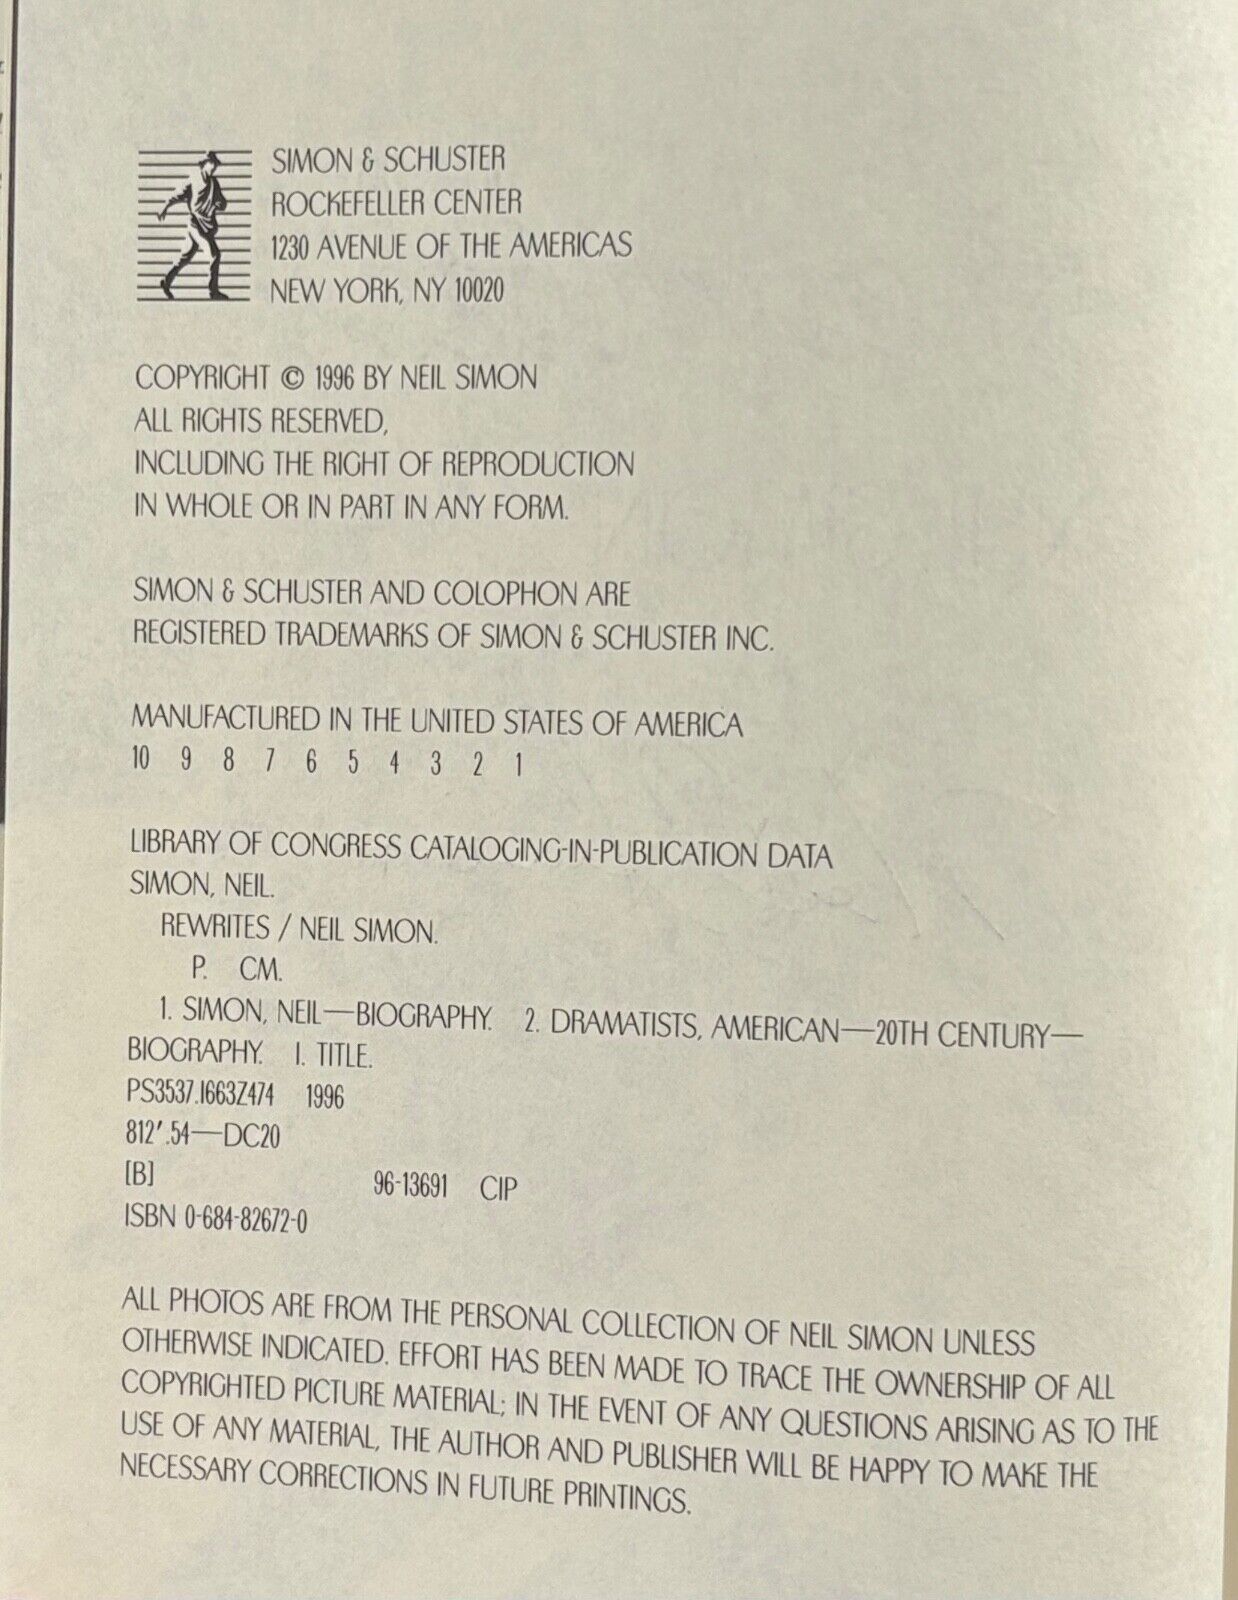 SIMON & SCHUSTER
ROCKEFELLER CENTER
1230 AVENUE OF THE AMERICAS
NEW YORK, NY 10020
COPYRIGHT © 1996 BY NEIL SIMON
ALL RIGHTS RESERVED,
INCLUDING THE RIGHT OF REPRODUCTION
IN WHOLE OR IN PART IN ANY FORM.
SIMON & SCHUSTER AND COLOPHON ARE
REGISTERED TRADEMARKS OF SIMON & SCHUSTER INC.
MANUFACTURED IN THE UNITED STATES OF AMERICA
10 9 8 7 6 5 4 3 2 1
LIBRARY OF CONGRESS CATALOGING-IN-PUBLICATION DATA
SIMON, NEIL.
REWRITES / NEIL SIMON.
P. CM.
1. SIMON, NEIL—BIOGRAPHY. 2. DRAMATISTS, AMERICAN—20TH CENTURY—
BIOGRAPHY. I. TITLE.
PS3537.I663Z474 1996
812'.54—DC20
[B] 96-13691 CIP
ISBN 0-684-82672-0
ALL PHOTOS ARE FROM THE PERSONAL COLLECTION OF NEIL SIMON UNLESS
OTHERWISE INDICATED. EFFORT HAS BEEN MADE TO TRACE THE OWNERSHIP OF ALL
COPYRIGHTED PICTURE MATERIAL; IN THE EVENT OF ANY QUESTIONS ARISING AS TO THE
USE OF ANY MATERIAL, THE AUTHOR AND PUBLISHER WILL BE HAPPY TO MAKE THE
NECESSARY CORRECTIONS IN FUTURE PRINTINGS.